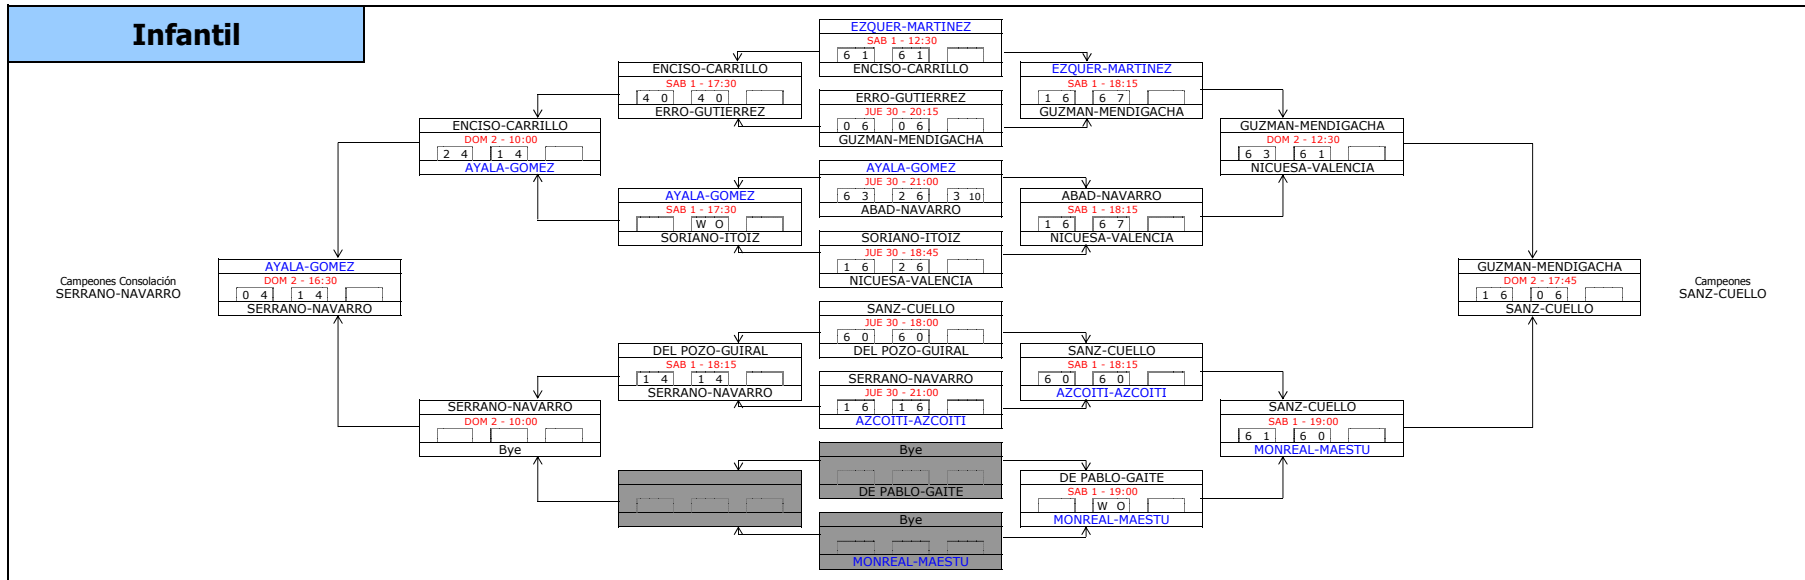 Infantil
EZQUER-MARTINEZ
SAB 1 - 12:30
6 1 6 1
ENCISO-CARRILLO
ERRO-GUTIERREZ
JUE 30 - 20:15
0 6 0 6
GUZMAN-MENDIGACHA
AYALA-GOMEZ
JUE 30 - 21:00
6 3 2 6 3 10
ABAD-NAVARRO
SORIANO-ITOIZ
JUE 30 - 18:45
1 6 2 6
NICUESA-VALENCIA
SANZ-CUELLO
JUE 30 - 18:00
6 0 6 0
DEL POZO-GUIRAL
SERRANO-NAVARRO
JUE 30 - 21:00
1 6 1 6
AZCOITI-AZCOITI
Bye
DE PABLO-GAITE
Bye
MONREAL-MAESTU
ENCISO-CARRILLO
SAB 1 - 17:30
4 0 4 0
ERRO-GUTIERREZ
AYALA-GOMEZ
SAB 1 - 17:30
W O
SORIANO-ITOIZ
DEL POZO-GUIRAL
SAB 1 - 18:15
1 4 1 4
SERRANO-NAVARRO
ENCISO-CARRILLO
DOM 2 - 10:00
2 4 1 4
AYALA-GOMEZ
SERRANO-NAVARRO
DOM 2 - 10:00
Bye
AYALA-GOMEZ
DOM 2 - 16:30
0 4 1 4
SERRANO-NAVARRO
Campeones Consolación
SERRANO-NAVARRO
EZQUER-MARTINEZ
SAB 1 - 18:15
1 6 6 7
GUZMAN-MENDIGACHA
ABAD-NAVARRO
SAB 1 - 18:15
1 6 6 7
NICUESA-VALENCIA
SANZ-CUELLO
SAB 1 - 18:15
6 0 6 0
AZCOITI-AZCOITI
DE PABLO-GAITE
SAB 1 - 19:00
W O
MONREAL-MAESTU
GUZMAN-MENDIGACHA
DOM 2 - 12:30
6 3 6 1
NICUESA-VALENCIA
SANZ-CUELLO
SAB 1 - 19:00
6 1 6 0
MONREAL-MAESTU
GUZMAN-MENDIGACHA
DOM 2 - 17:45
1 6 0 6
SANZ-CUELLO
Campeones
SANZ-CUELLO